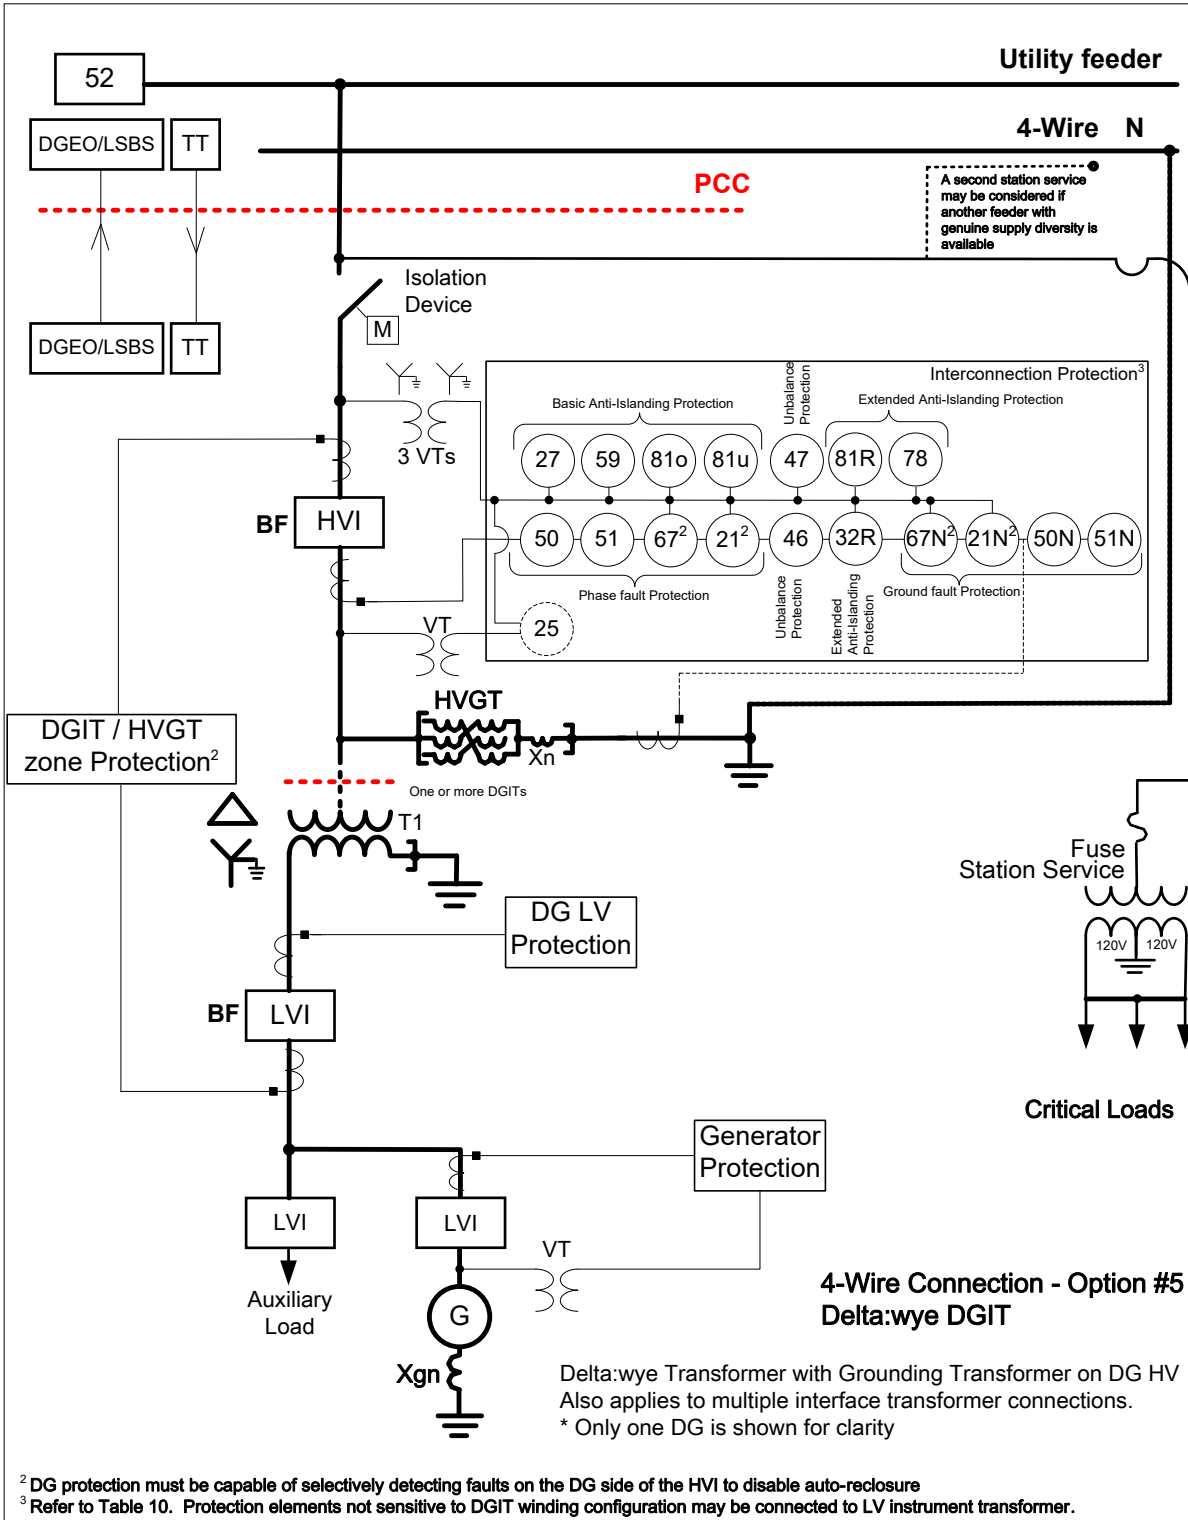 52
Utility feeder
DGEO/LSBS
TT
4-Wire N
PCC
A second station service
may be considered if
another feeder with
genuine supply diversity is
available
Isolation
Device
M
DGEO/LSBS
TT
3 VTs
Interconnection Protection³
Basic Anti-Islanding Protection
Unbalance
Protection
Extended Anti-Islanding Protection
27
59
81o
81u
47
81R
78
BF
HVI
50
51
67²
21²
46
32R
67N²
21N²
50N
51N
Phase fault Protection
Unbalance
Protection
Extended
Anti-Islanding
Protection
Ground fault Protection
VT
25
HVGT
Xn
DGIT / HVGT
zone Protection²
One or more DGITs
T1
Fuse
Station Service
DG LV
Protection
120V
120V
BF
LVI
Critical Loads
Generator
Protection
LVI
LVI
VT
Auxiliary
Load
G
Xgn
4-Wire Connection - Option #5
Delta:wye DGIT
Delta:wye Transformer with Grounding Transformer on DG HV
Also applies to multiple interface transformer connections.
* Only one DG is shown for clarity
² DG protection must be capable of selectively detecting faults on the DG side of the HVI to disable auto-reclosure
³ Refer to Table 10. Protection elements not sensitive to DGIT winding configuration may be connected to LV instrument transformer.